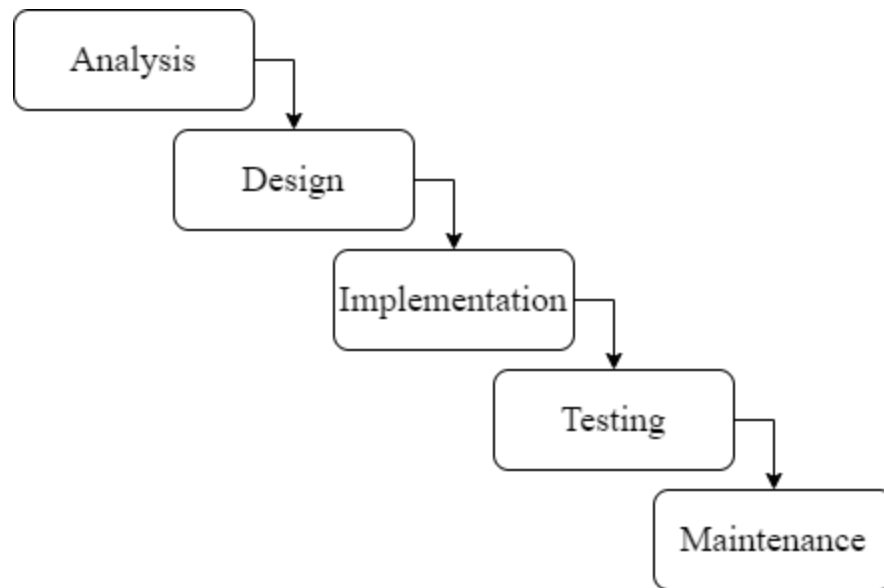 Analysis
Design
Implementation
Testing
Maintenance